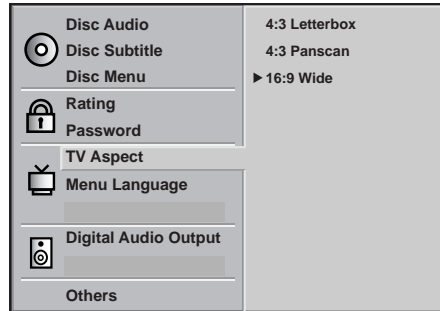 Disc Audio
Disc Subtitle
Disc Menu
Rating
Password
TV Aspect
Menu Language
Digital Audio Output
Others
4:3 Letterbox
4:3 Panscan
16:9 Wide